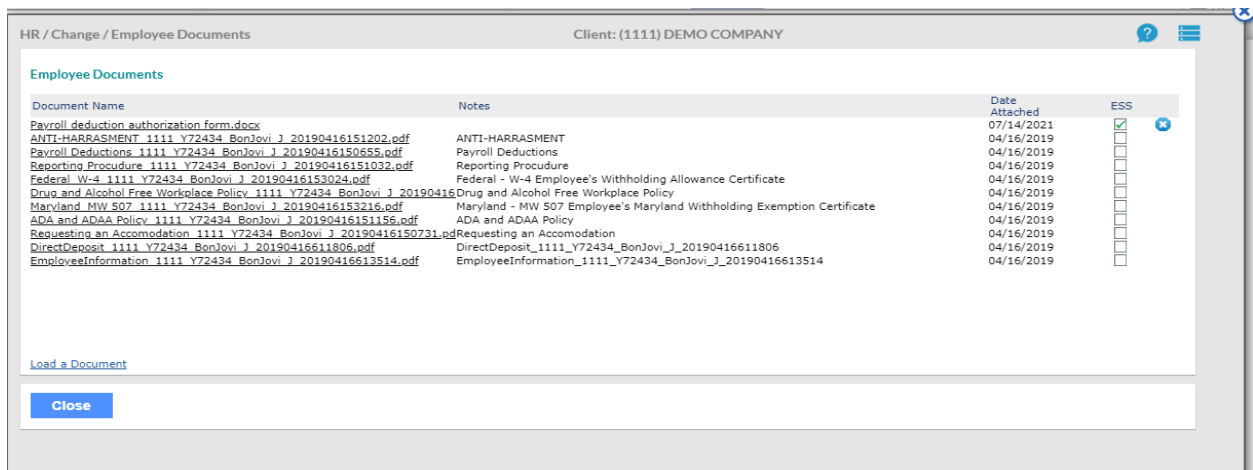 HR / Change / Employee Documents Client: (1111) DEMO COMPANY
Employee Documents
Document Name Notes Date Attached ESS
Payroll deduction authorization form.docx 07/14/2021
ANTI-HARRASMENT_1111_Y72434_BonJovi_J_20190416151202.pdf ANTI-HARRASMENT 04/16/2019
Payroll Deductions_1111_Y72434_BonJovi_J_20190416150655.pdf Payroll Deductions 04/16/2019
Reporting Procudure_1111_Y72434_BonJovi_J_20190416151032.pdf Reporting Procudure 04/16/2019
Federal_W-4_1111_Y72434_BonJovi_J_20190416153024.pdf Federal - W-4 Employee's Withholding Allowance Certificate 04/16/2019
Drug and Alcohol Free Workplace Policy_1111_Y72434_BonJovi_J_20190416 Drug and Alcohol Free Workplace Policy 04/16/2019
Maryland_MW 507_1111_Y72434_BonJovi_J_20190416153216.pdf Maryland - MW 507 Employee's Maryland Withholding Exemption Certificate 04/16/2019
ADA and ADAA Policy_1111_Y72434_BonJovi_J_20190416151156.pdf ADA and ADAA Policy 04/16/2019
Requesting an Accomodation_1111_Y72434_BonJovi_J_20190416150731.pd Requesting an Accomodation 04/16/2019
DirectDeposit_1111_Y72434_BonJovi_J_20190416611806.pdf DirectDeposit_1111_Y72434_BonJovi_J_20190416611806 04/16/2019
EmployeeInformation_1111_Y72434_BonJovi_J_20190416613514.pdf EmployeeInformation_1111_Y72434_BonJovi_J_20190416613514 04/16/2019
Load a Document
Close